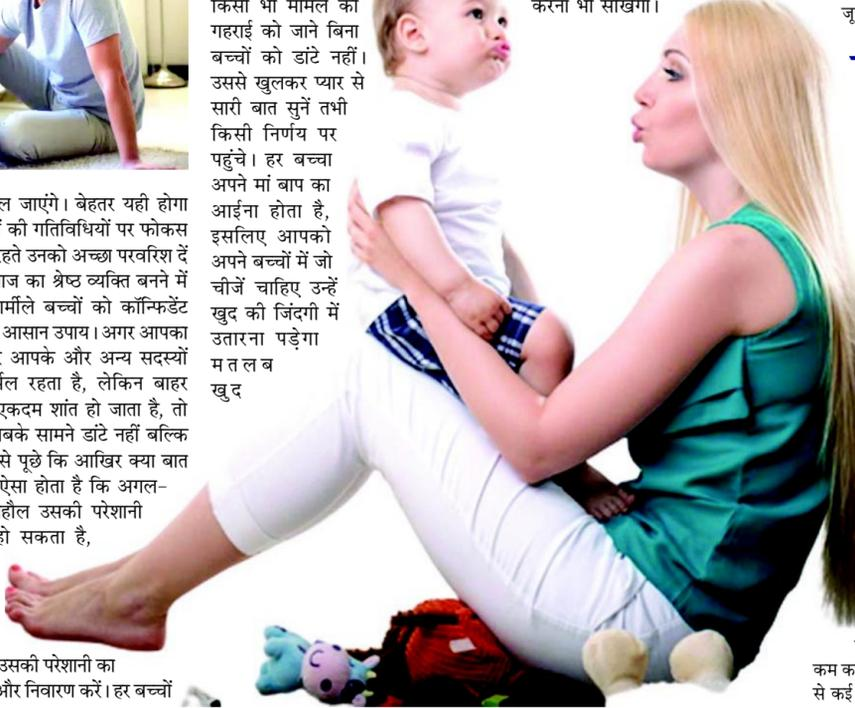 ल जाएंगे। बेहतर यही होगा
की गतिविधियों पर फोकस
हते उनको अच्छा परवरिश दें
ाज का श्रेष्ठ व्यक्ति बनने में
र्मीले बच्चों को कॉन्फिडेंट
आसान उपाय। अगर आपका
आपके और अन्य सदस्यों
रहता है, लेकिन बाहर
एकदम शांत हो जाता है, तो
बके सामने डांटे नहीं बल्कि
से पूछे कि आखिर क्या बात
ऐसा होता है कि अगल-
हौल उसकी परेशानी
हो सकता है,
उसकी परेशानी का
और निवारण करें। हर बच्चों
किसी भी मामले की
गहराई को जाने बिना
बच्चों को डांटे नहीं।
उससे खुलकर प्यार से
सारी बात सुनें तभी
किसी निर्णय पर
पहुंचे। हर बच्चा
अपने मां बाप का
आईना होता है,
इसलिए आपको
अपने बच्चों में जो
चीजें चाहिए उन्हें
खुद की जिंदगी में
उतारना पड़ेगा
मतलब
खुद
करना भी सीखेगा।
जू
कम क
से कई